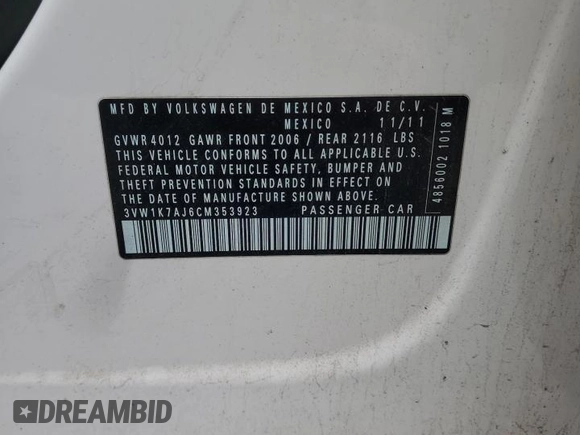 MFD BY VOLKSWAGEN DE MEXICO S.A. DE C.V.
MEXICO 11/11
GVWR 4012 GAWR FRONT 2006 / REAR 2116 LBS
THIS VEHICLE CONFORMS TO ALL APPLICABLE U.S.
FEDERAL MOTOR VEHICLE SAFETY, BUMPER AND
THEFT PREVENTION STANDARDS IN EFFECT ON
THE DATE OF MANUFACTURE SHOWN ABOVE.
3VW1K7AJ6CM353923 PASSENGER CAR
4856002 1018 M
DREAMBID